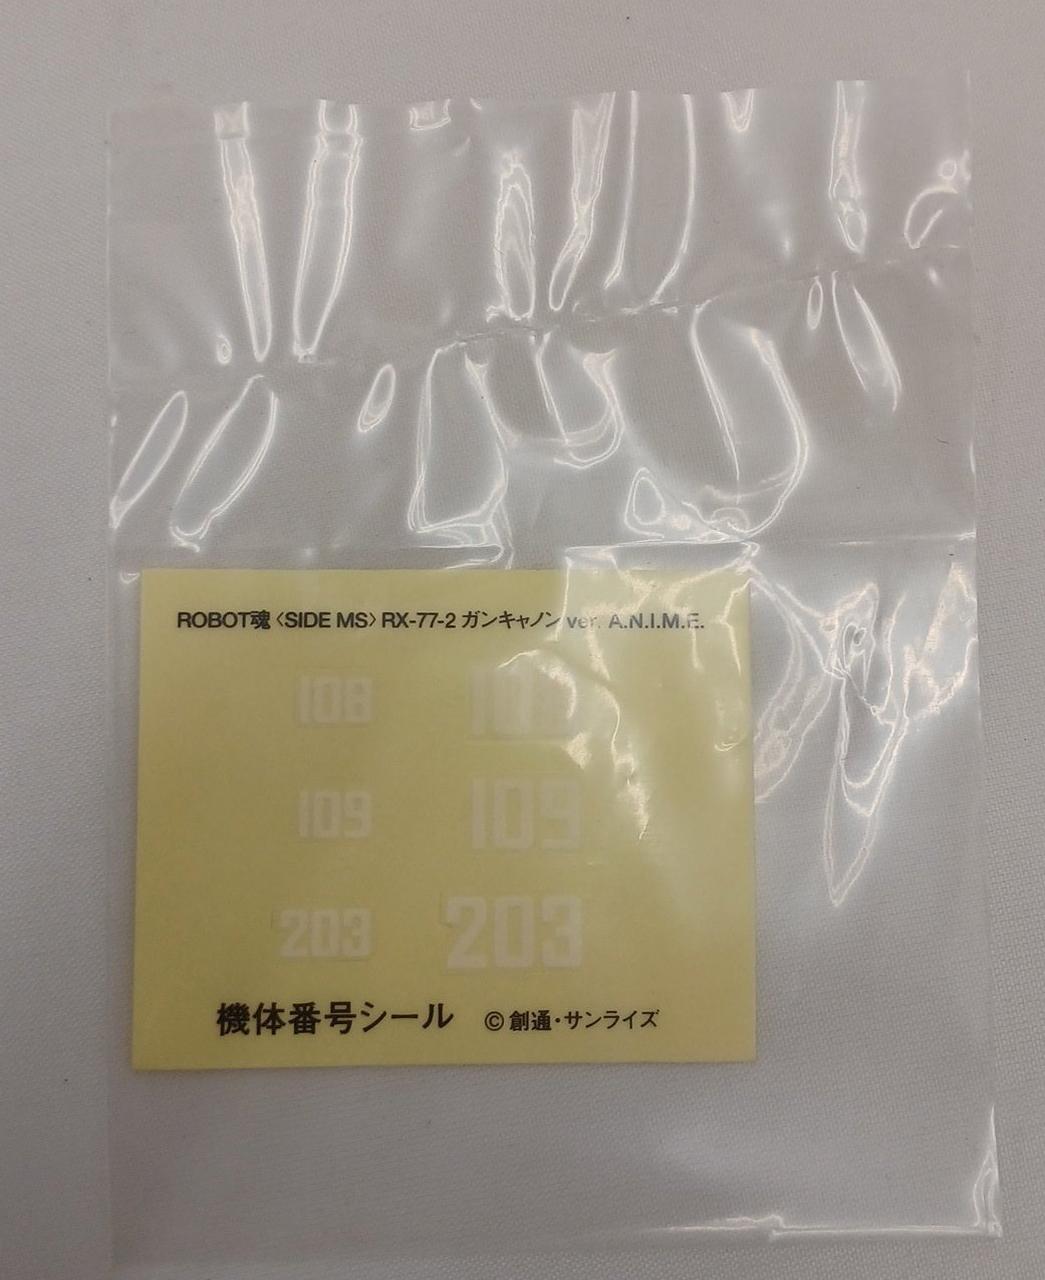 ROBOT魂〈SIDE MS〉RX-77-2 ガンキャノン ver. A.N.I.M.E.
108 108
109 109
203 203
機体番号シール ©創通・サンライズ